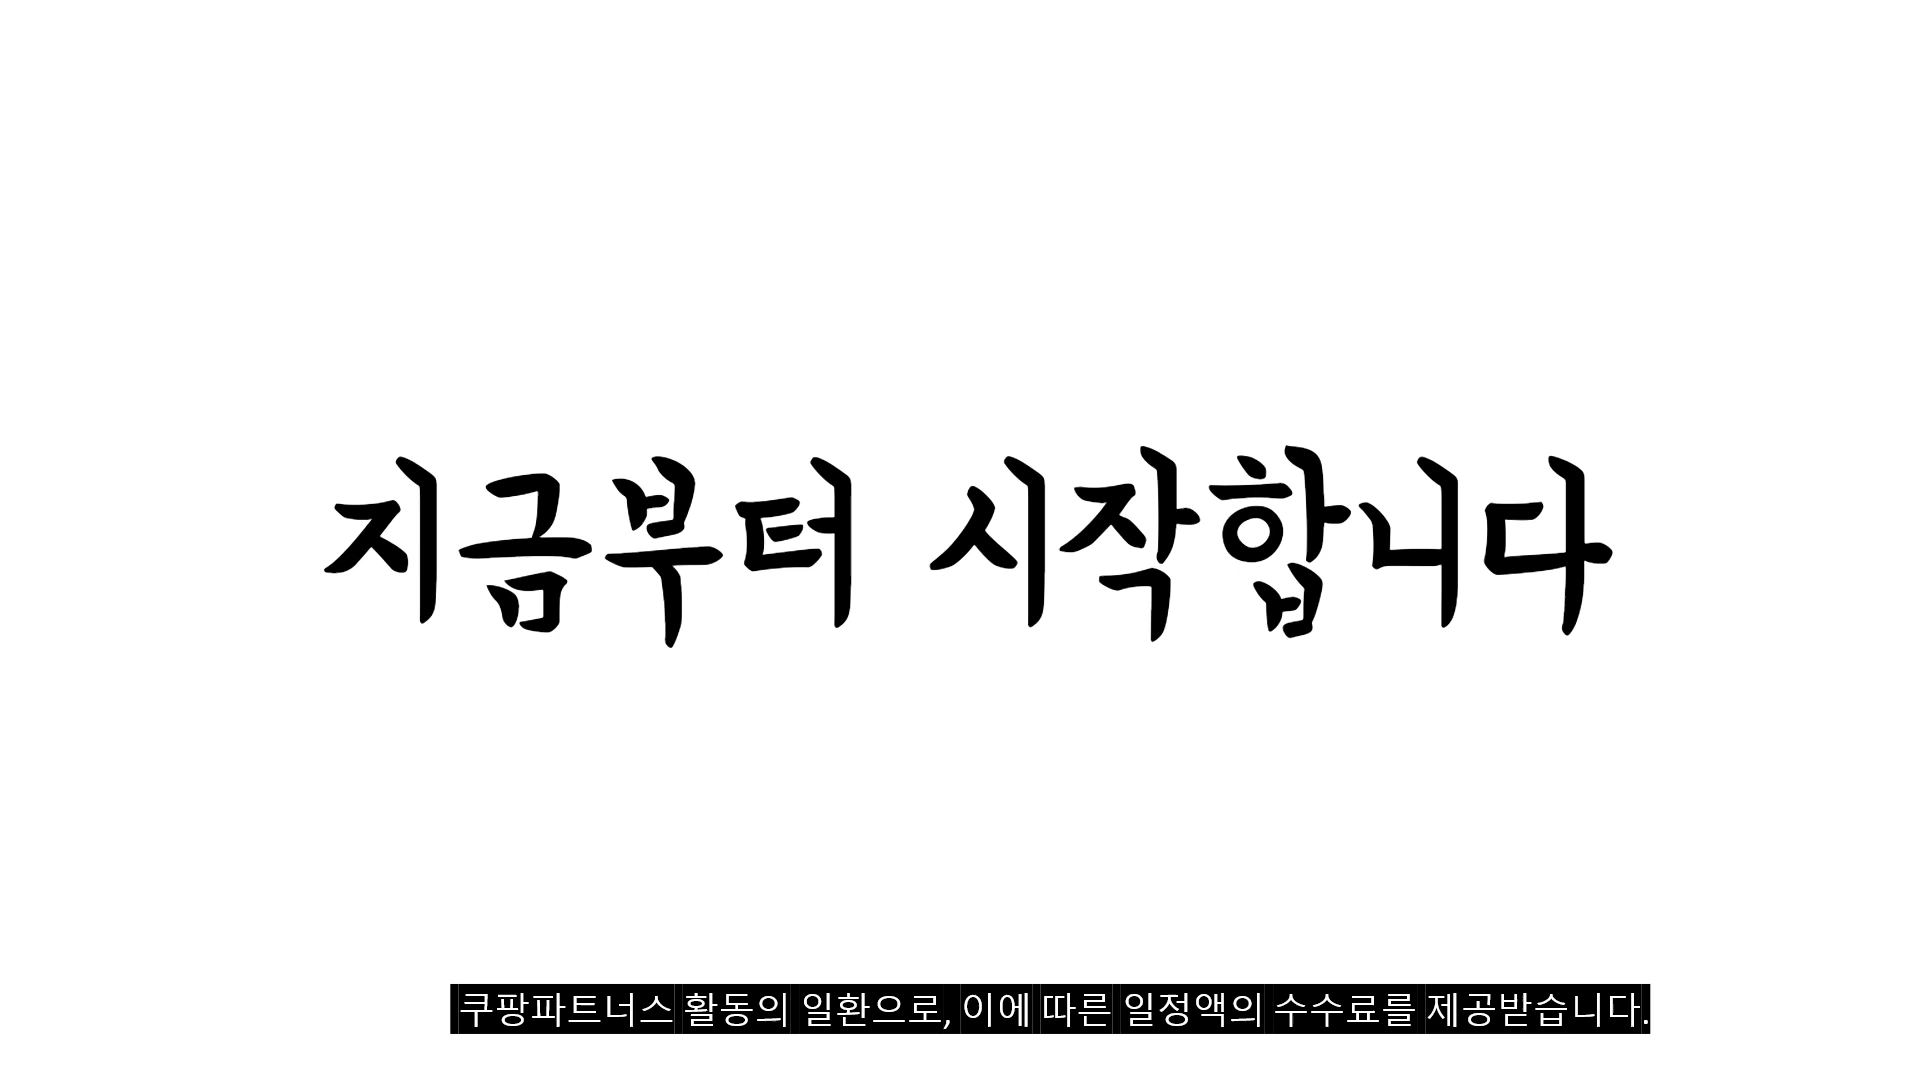 지금부터 시작합니다
쿠팡파트너스 활동의 일환으로, 이에 따른 일정액의 수수료를 제공받습니다.